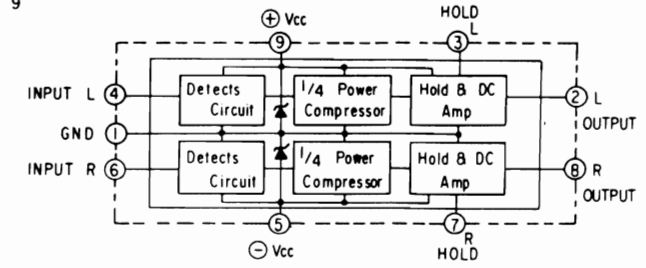 9
⊕ Vcc
HOLD
L
9
3
INPUT L 4
Detects
Circuit
1/4 Power
Compressor
Hold & DC
Amp
2 L
OUTPUT
GND 1
INPUT R 6
Detects
Circuit
1/4 Power
Compressor
Hold & DC
Amp
8 R
OUTPUT
5
7
⊖ Vcc
R
HOLD